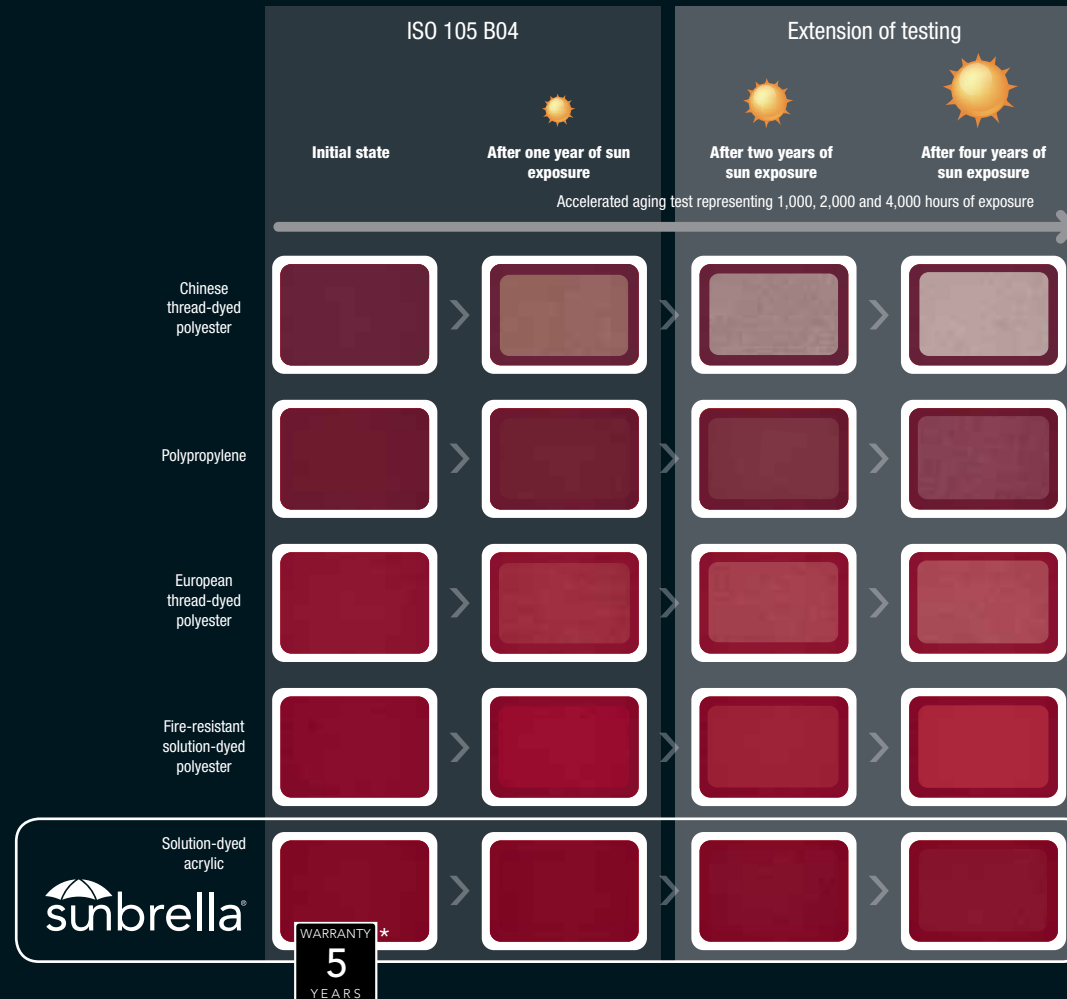 ISO 105 B04
Extension of testing
Initial state
After one year of sun
exposure
After two years of
sun exposure
After four years of
sun exposure
Accelerated aging test representing 1,000, 2,000 and 4,000 hours of exposure
Chinese
thread-dyed
polyester
Polypropylene
European
thread-dyed
polyester
Fire-resistant
solution-dyed
polyester
Solution-dyed
acrylic
sunbrella®
WARRANTY *
5
YEARS